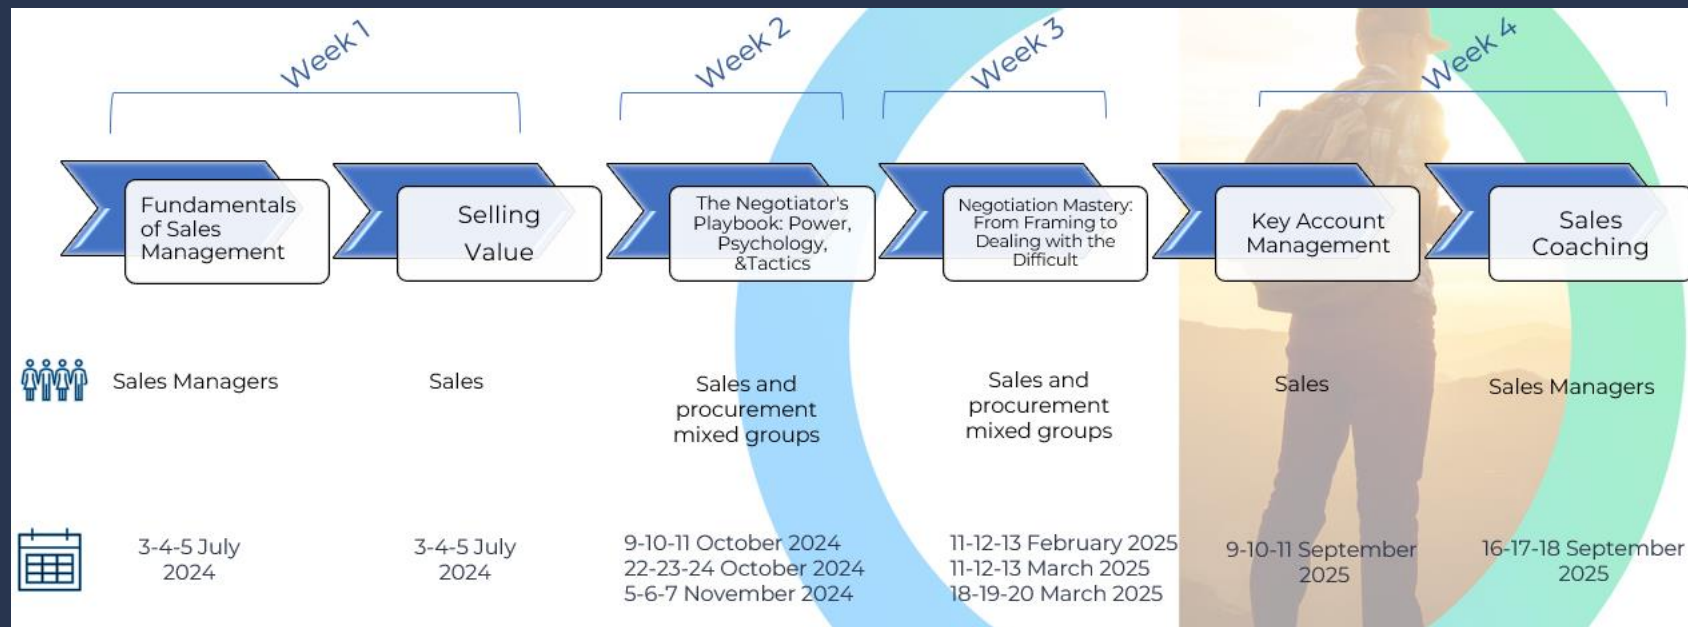 Week 1
Week 2
Week 3
Week 4
Fundamentals
of Sales
Management
Selling
Value
The Negotiator's
Playbook: Power,
Psychology,
&Tactics
Negotiation Mastery:
From Framing to
Dealing with the
Difficult
Key Account
Management
Sales
Coaching
Sales Managers
Sales
Sales and
procurement
mixed groups
Sales and
procurement
mixed groups
Sales
Sales Managers
3-4-5 July
2024
3-4-5 July
2024
9-10-11 October 2024
22-23-24 October 2024
5-6-7 November 2024
11-12-13 February 2025
11-12-13 March 2025
18-19-20 March 2025
9-10-11 September
2025
16-17-18 September
2025